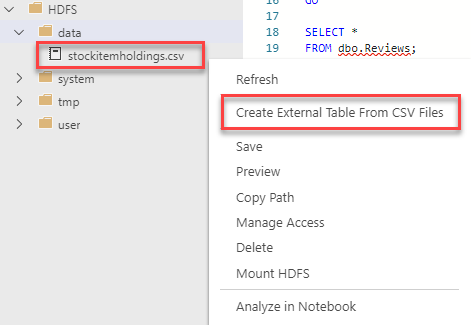 HDFS
data
stockitemholdings.csv
system
tmp
user
16 GO
17
18 SELECT *
19 FROM dbo.Reviews;
Refresh
Create External Table From CSV Files
Save
Preview
Copy Path
Manage Access
Delete
Mount HDFS
Analyze in Notebook